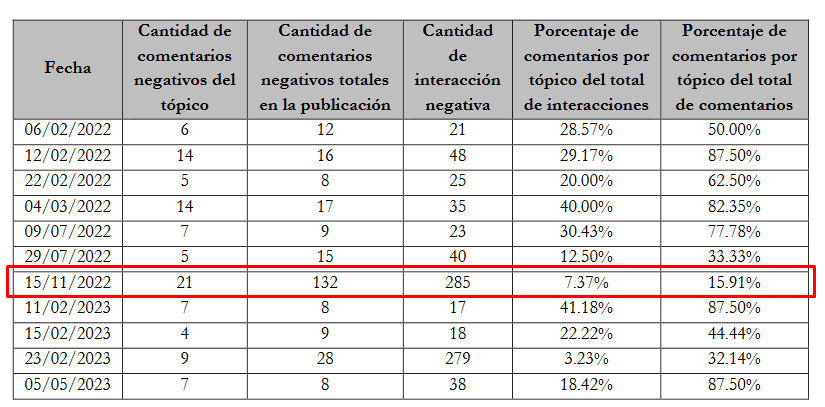 Fecha | Cantidad de comentarios negativos del tópico | Cantidad de comentarios negativos totales en la publicación | Cantidad de interacción negativa | Porcentaje de comentarios por tópico del total de interacciones | Porcentaje de comentarios por tópico del total de comentarios
06/02/2022 | 6 | 12 | 21 | 28.57% | 50.00%
12/02/2022 | 14 | 16 | 48 | 29.17% | 87.50%
22/02/2022 | 5 | 8 | 25 | 20.00% | 62.50%
04/03/2022 | 14 | 17 | 35 | 40.00% | 82.35%
09/07/2022 | 7 | 9 | 23 | 30.43% | 77.78%
29/07/2022 | 5 | 15 | 40 | 12.50% | 33.33%
15/11/2022 | 21 | 132 | 285 | 7.37% | 15.91%
11/02/2023 | 7 | 8 | 17 | 41.18% | 87.50%
15/02/2023 | 4 | 9 | 18 | 22.22% | 44.44%
23/02/2023 | 9 | 28 | 279 | 3.23% | 32.14%
05/05/2023 | 7 | 8 | 38 | 18.42% | 87.50%